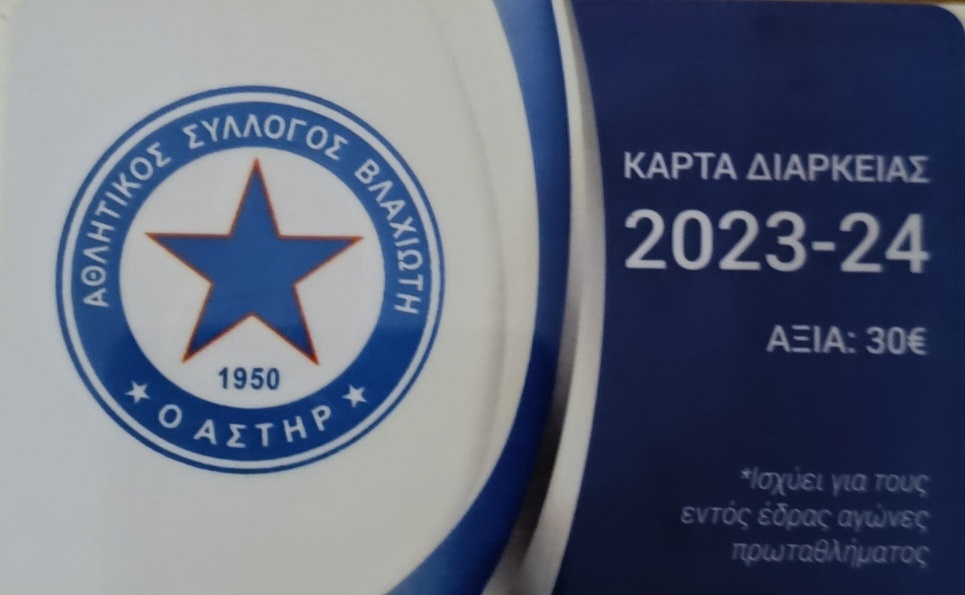 ΑΘΛΗΤΙΚΟΣ ΣΥΛΛΟΓΟΣ ΒΛΑΧΙΩΤΗ
1950
Ο ΑΣΤΗΡ
ΚΑΡΤΑ ΔΙΑΡΚΕΙΑΣ
2023-24
ΑΞΙΑ: 30€
*Ισχύει για τους
εντός έδρας αγώνες
πρωταθλήματος